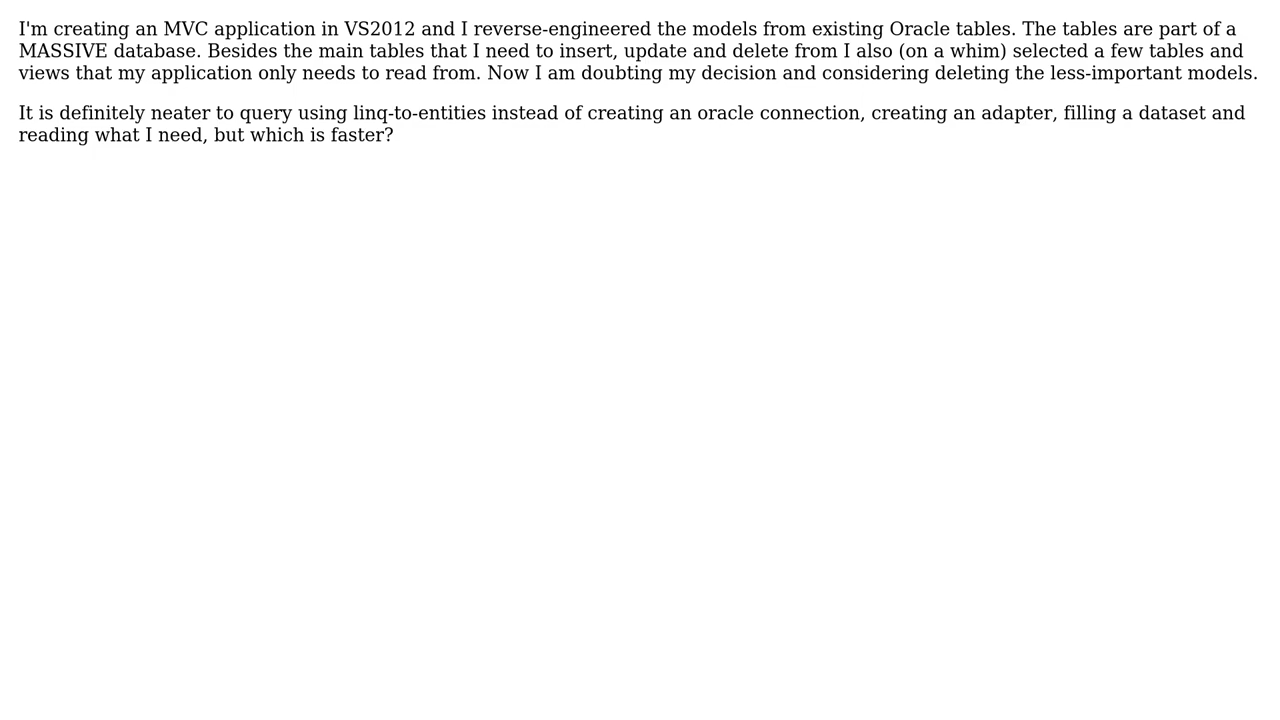 I'm creating an MVC application in VS2012 and I reverse-engineered the models from existing Oracle tables. The tables are part of a
MASSIVE database. Besides the main tables that I need to insert, update and delete from I also (on a whim) selected a few tables and
views that my application only needs to read from. Now I am doubting my decision and considering deleting the less-important models.
It is definitely neater to query using linq-to-entities instead of creating an oracle connection, creating an adapter, filling a dataset and
reading what I need, but which is faster?